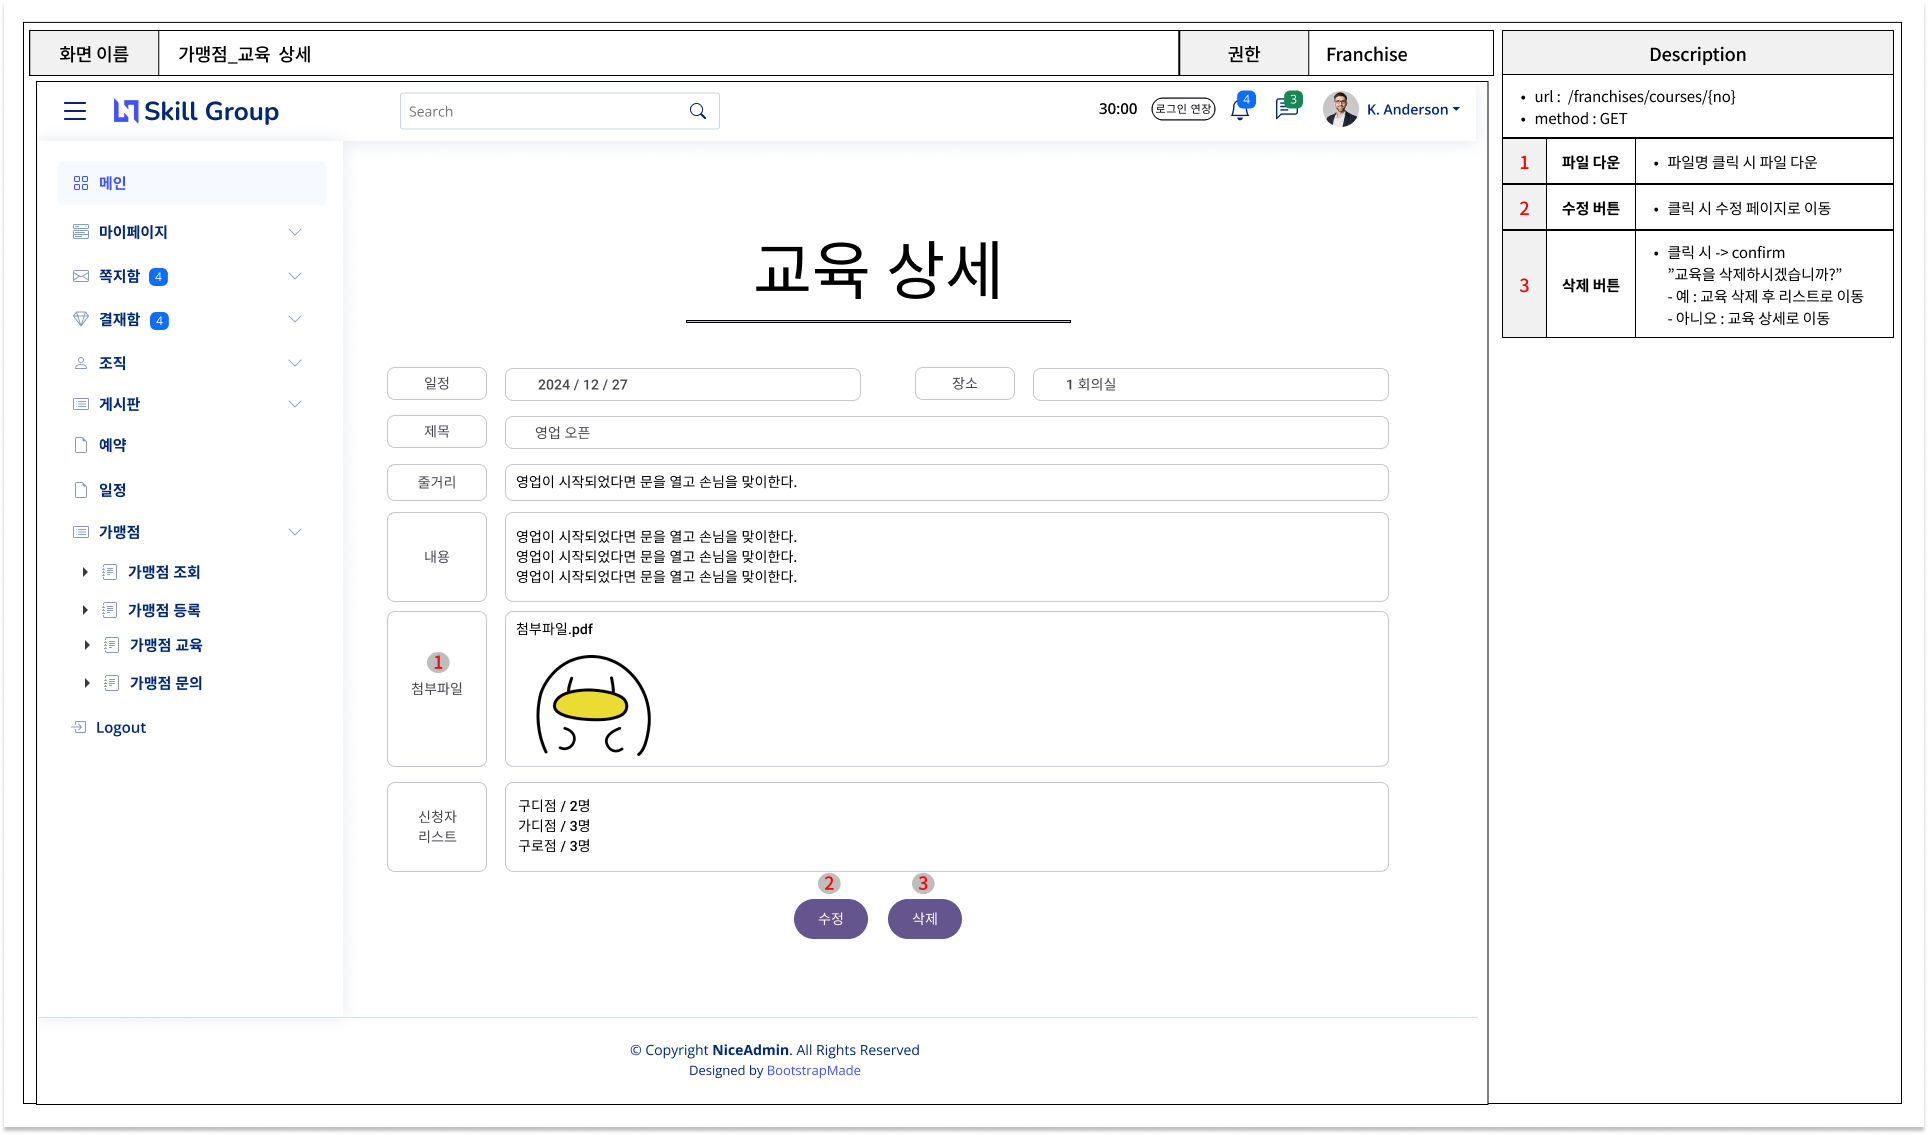 화면 이름
가맹점_교육 상세
권한
Franchise
Skill Group
Search
30:00
로그인 연장
4
3
K. Anderson
메인
마이페이지
쪽지함 4
결재함 4
조직
게시판
예약
일정
가맹점
가맹점 조회
가맹점 등록
가맹점 교육
가맹점 문의
Logout
교육 상세
일정
2024 / 12 / 27
장소
1 회의실
제목
영업 오픈
줄거리
영업이 시작되었다면 문을 열고 손님을 맞이한다.
내용
영업이 시작되었다면 문을 열고 손님을 맞이한다.
영업이 시작되었다면 문을 열고 손님을 맞이한다.
영업이 시작되었다면 문을 열고 손님을 맞이한다.
1
첨부파일
첨부파일.pdf
신청자
리스트
구디점 / 2명
가디점 / 3명
구로점 / 3명
2
3
수정
삭제
© Copyright NiceAdmin. All Rights Reserved
Designed by BootstrapMade
Description
• url : /franchises/courses/{no}
• method : GET
1
파일 다운
• 파일명 클릭 시 파일 다운
2
수정 버튼
• 클릭 시 수정 페이지로 이동
3
삭제 버튼
• 클릭 시 -> confirm
”교육을 삭제하시겠습니까?”
- 예 : 교육 삭제 후 리스트로 이동
- 아니오 : 교육 상세로 이동